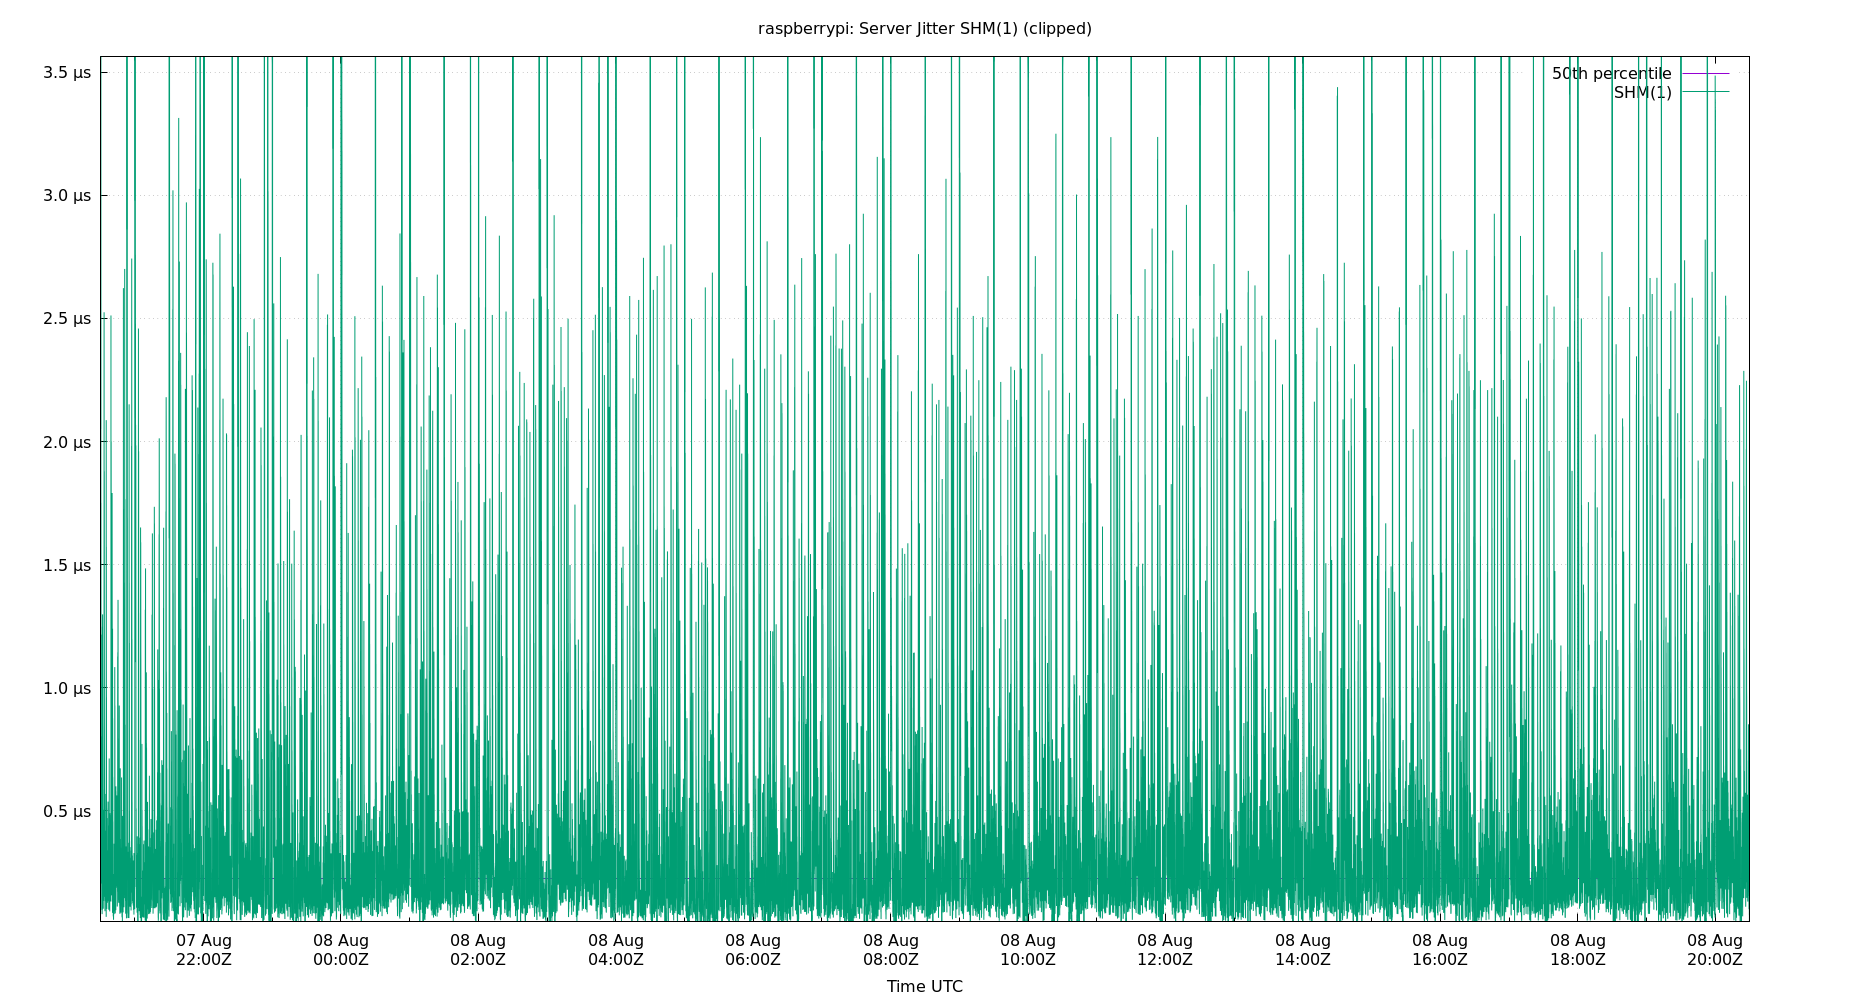 raspberrypi: Server Jitter SHM(1) (clipped)
3.5 µs
3.0 µs
2.5 µs
2.0 µs
1.5 µs
1.0 µs
0.5 µs
50th percentile
SHM(1)
07 Aug 08 Aug 08 Aug 08 Aug 08 Aug 08 Aug 08 Aug 08 Aug 08 Aug 08 Aug 08 Aug 08 Aug
22:00Z 00:00Z 02:00Z 04:00Z 06:00Z 08:00Z 10:00Z 12:00Z 14:00Z 16:00Z 18:00Z 20:00Z
Time UTC